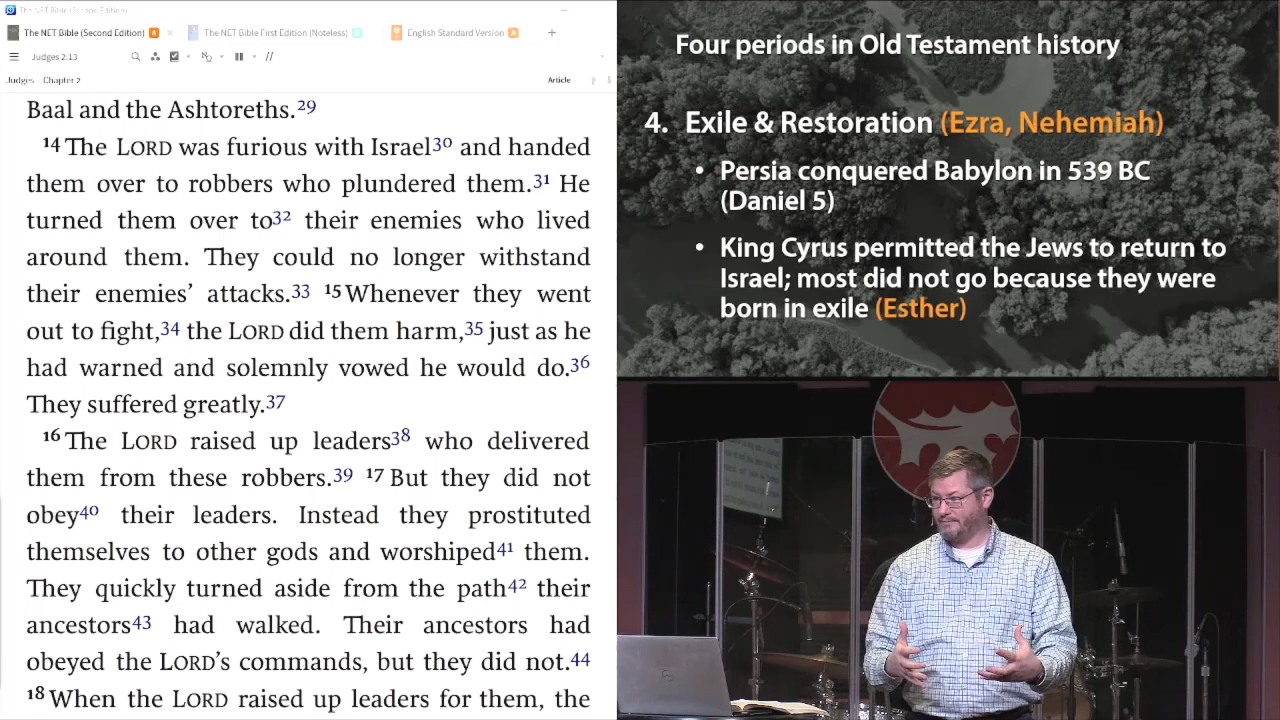 The NET Bible (Second Edition)
The NET Bible (Second Edition) A × The NET Bible First Edition (Noteless) English Standard Version A +
Judges 2:13
Judges · Chapter 2 Article
Baal and the Ashtoreths.29
14 The LORD was furious with Israel30 and handed
them over to robbers who plundered them.31 He
turned them over to32 their enemies who lived
around them. They could no longer withstand
their enemies’ attacks.33 15 Whenever they went
out to fight,34 the LORD did them harm,35 just as he
had warned and solemnly vowed he would do.36
They suffered greatly.37
16 The LORD raised up leaders38 who delivered
them from these robbers.39 17 But they did not
obey40 their leaders. Instead they prostituted
themselves to other gods and worshiped41 them.
They quickly turned aside from the path42 their
ancestors43 had walked. Their ancestors had
obeyed the LORD’s commands, but they did not.44
18 When the LORD raised up leaders for them, the
Four periods in Old Testament history
4. Exile & Restoration (Ezra, Nehemiah)
• Persia conquered Babylon in 539 BC
(Daniel 5)
• King Cyrus permitted the Jews to return to
Israel; most did not go because they were
born in exile (Esther)
DELL